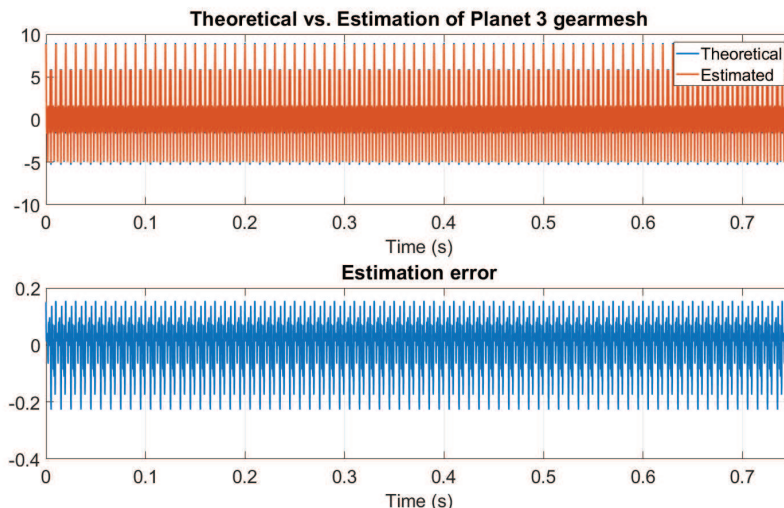 Theoretical vs. Estimation of Planet 3 gearmesh
10
5
0
-5
-10
Theoretical
Estimated
0 0.1 0.2 0.3 0.4 0.5 0.6 0.7
Time (s)
Estimation error
0.2
0
-0.2
-0.4
0 0.1 0.2 0.3 0.4 0.5 0.6 0.7
Time (s)